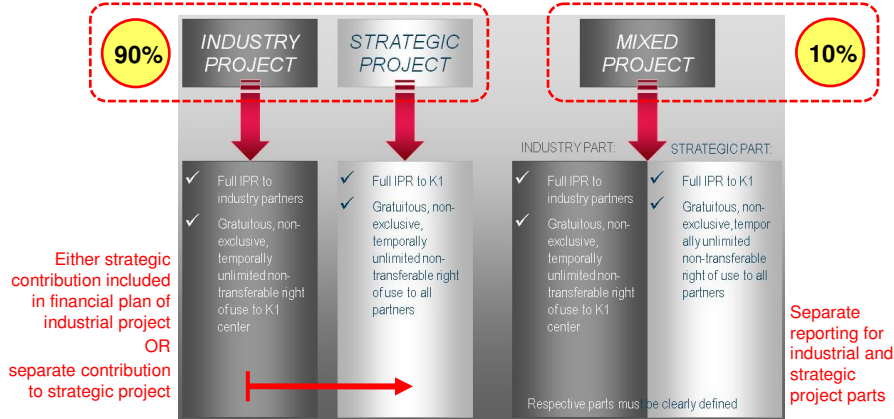 90%
INDUSTRY
PROJECT
STRATEGIC
PROJECT
MIXED
PROJECT
10%
✓ Full IPR to
industry partners
✓ Gratuitous, non-
exclusive,
temporally
unlimited non-
transferable right
of use to K1
center
✓ Full IPR to K1
✓ Gratuitous, non-
exclusive,
temporally
unlimited non-
transferable right
of use to all
partners
INDUSTRY PART:
✓ Full IPR to
industry partners
✓ Gratuitous, non-
exclusive,
temporally
unlimited non-
transferable right
of use to K1
center
STRATEGIC PART:
✓ Full IPR to K1
✓ Gratuitous, non-
exclusive,tempor
ally unlimited
non-transferable
right of use to all
partners
Respective parts must be clearly defined
Either strategic
contribution included
in financial plan of
industrial project
OR
separate contribution
to strategic project
Separate
reporting for
industrial and
strategic
project parts